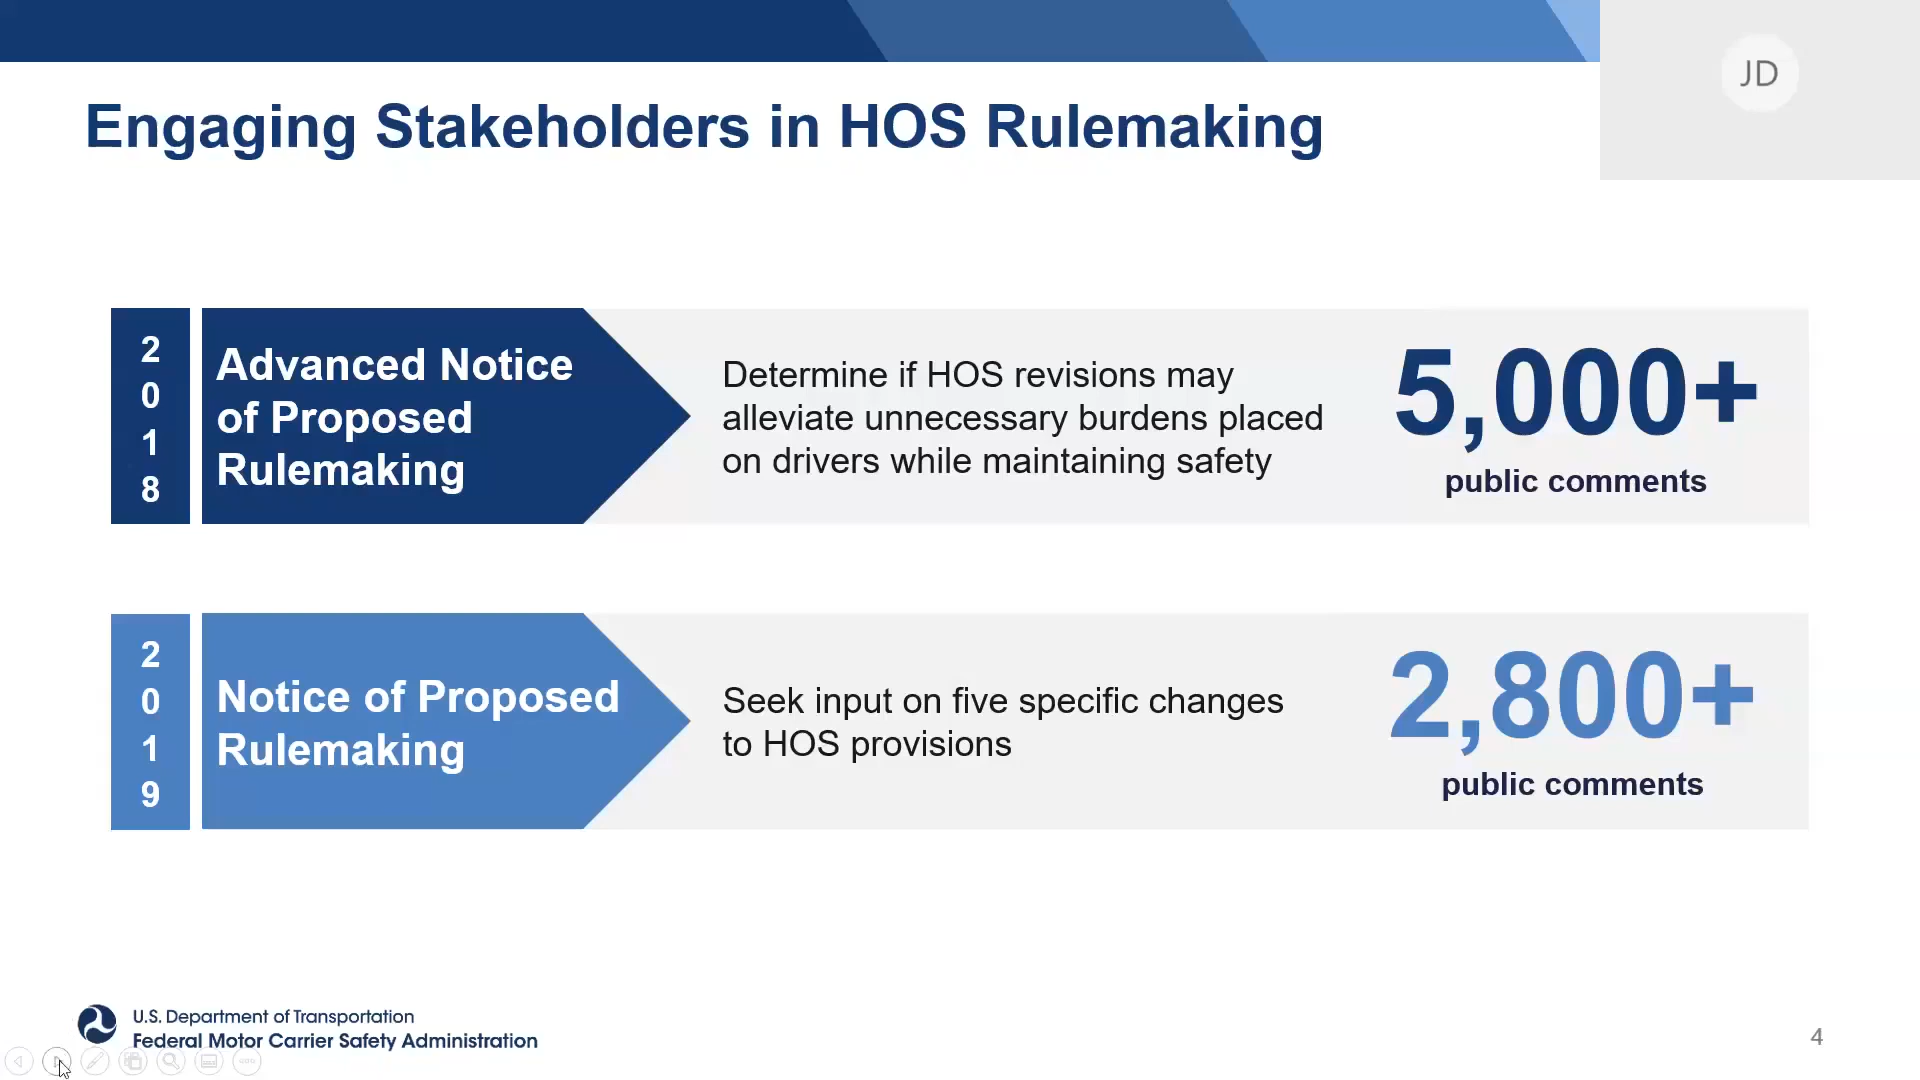 JD
Engaging Stakeholders in HOS Rulemaking
2
0
1
8
Advanced Notice
of Proposed
Rulemaking
Determine if HOS revisions may
alleviate unnecessary burdens placed
on drivers while maintaining safety
5,000+
public comments
2
0
1
9
Notice of Proposed
Rulemaking
Seek input on five specific changes
to HOS provisions
2,800+
public comments
U.S. Department of Transportation
Federal Motor Carrier Safety Administration
4